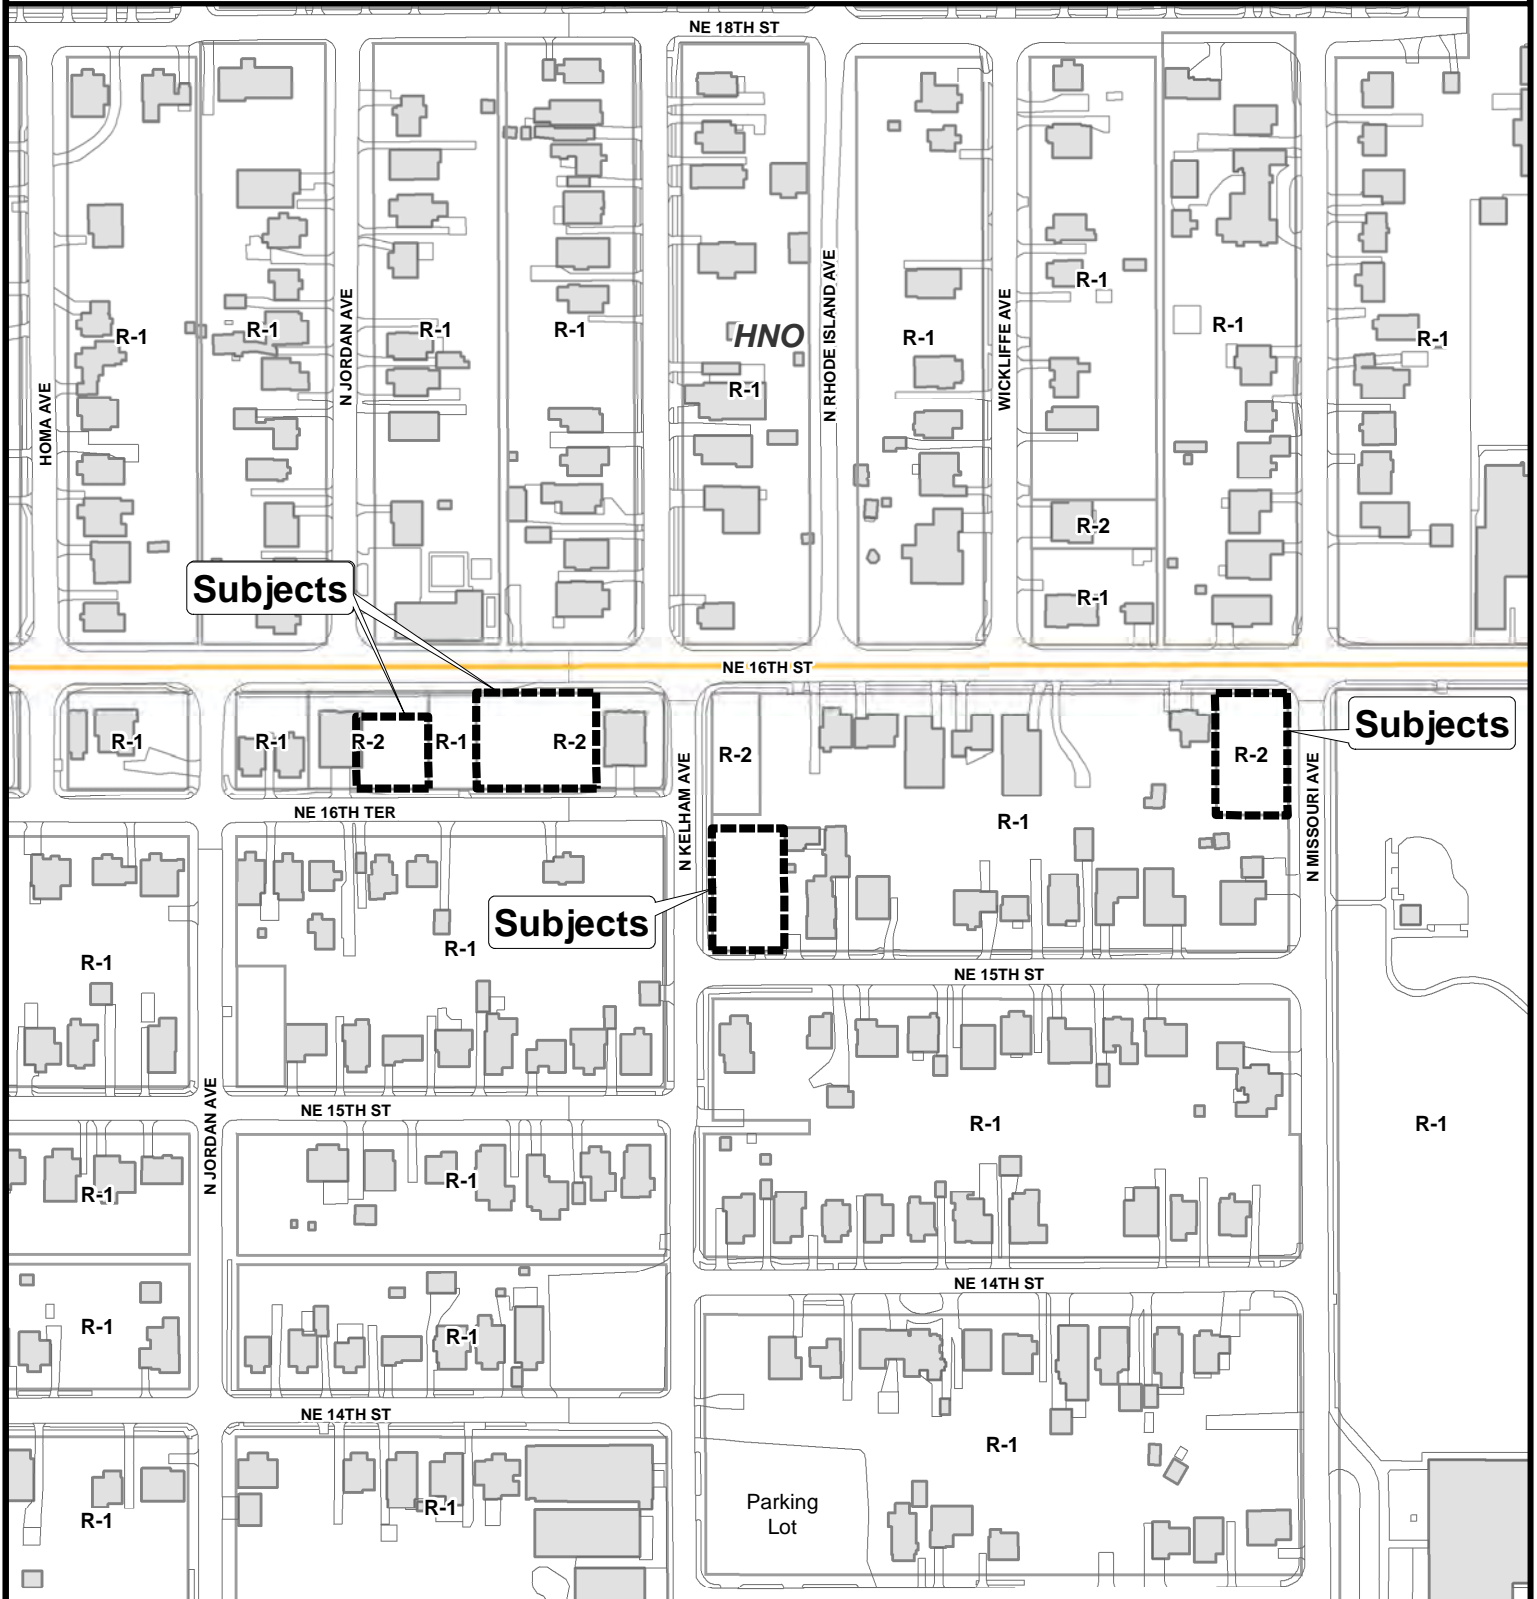 NE 18TH ST
HOMA AVE
N JORDAN AVE
N RHODE ISLAND AVE
WICKLIFFE AVE
R-1
R-1
R-1
R-1
R-1
HNO
R-1
R-1
R-1
R-1
R-1
R-2
R-1
Subjects
NE 16TH ST
R-1
R-1
R-2
R-1
R-2
R-2
R-2
Subjects
N KELHAM AVE
N MISSOURI AVE
NE 16TH TER
R-1
Subjects
R-1
R-1
NE 15TH ST
N JORDAN AVE
NE 15TH ST
R-1
R-1
R-1
R-1
NE 14TH ST
R-1
R-1
NE 14TH ST
R-1
R-1
R-1
Parking
Lot